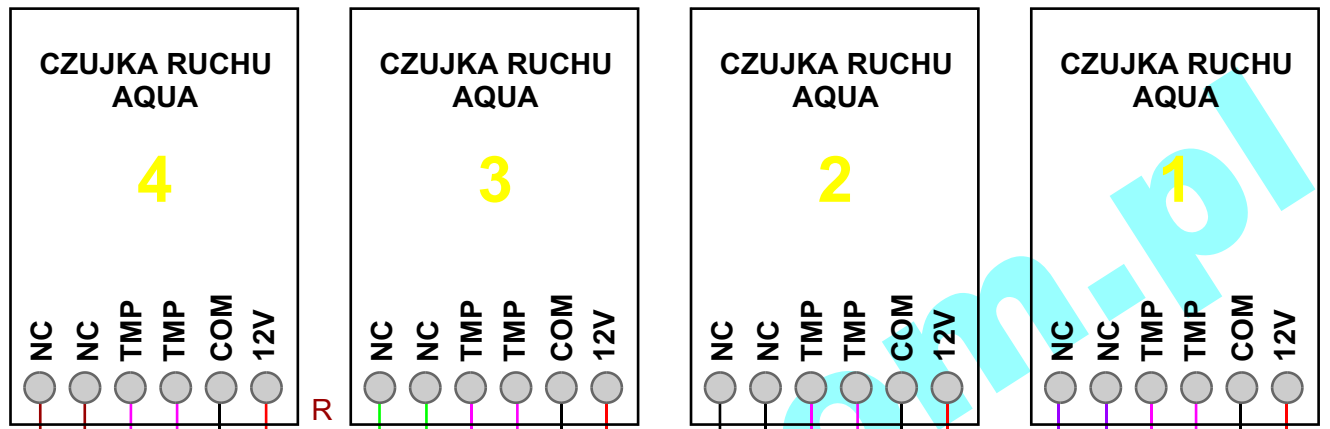 CZUJKA RUCHU
AQUA
4
NC NC TMP TMP COM 12V
R
CZUJKA RUCHU
AQUA
3
NC NC TMP TMP COM 12V
CZUJKA RUCHU
AQUA
2
NC NC TMP TMP COM 12V
CZUJKA RUCHU
AQUA
1
NC NC TMP TMP COM 12V
om.pl